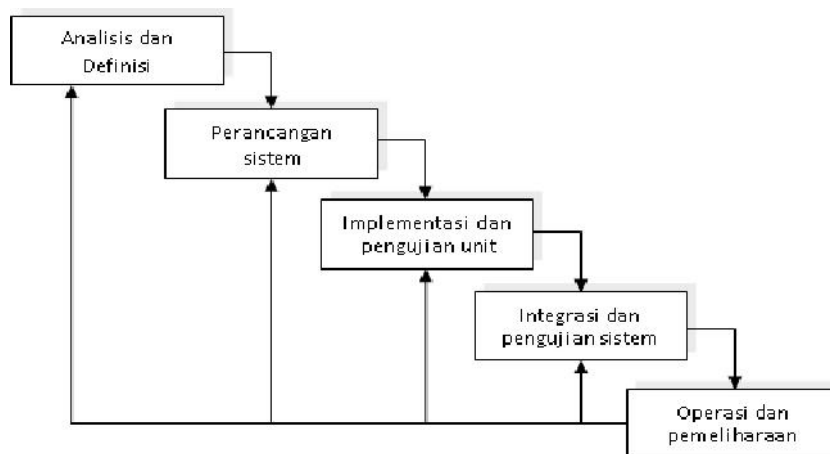 Analisis dan
Definisi
Perancangan
sistem
Implementasi dan
pengujian unit
Integrasi dan
pengujian sistem
Operasi dan
pemeliharaan